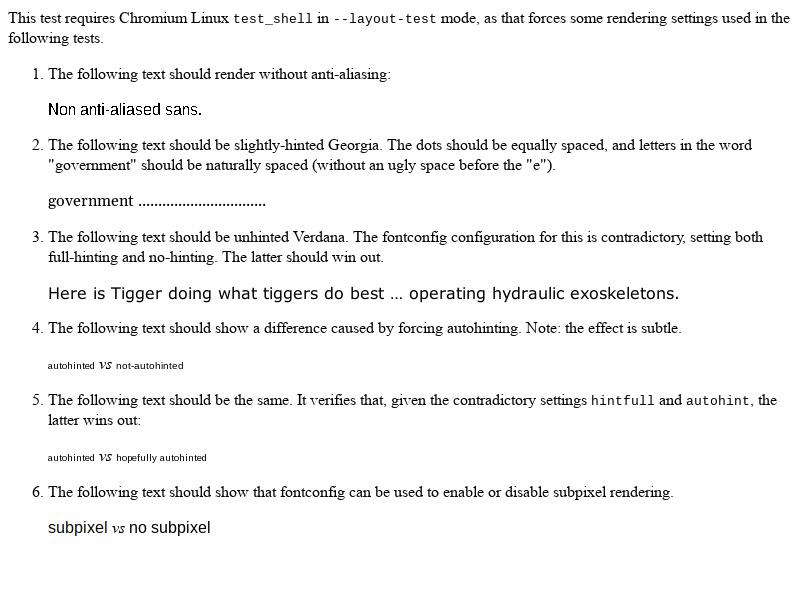 This test requires Chromium Linux test_shell in --layout-test mode, as that forces some rendering settings used in the
following tests.
1. The following text should render without anti-aliasing:
Non anti-aliased sans.
2. The following text should be slightly-hinted Georgia. The dots should be equally spaced, and letters in the word
"government" should be naturally spaced (without an ugly space before the "e").
government ................................
3. The following text should be unhinted Verdana. The fontconfig configuration for this is contradictory, setting both
full-hinting and no-hinting. The latter should win out.
Here is Tigger doing what tiggers do best … operating hydraulic exoskeletons.
4. The following text should show a difference caused by forcing autohinting. Note: the effect is subtle.
autohinted vs not-autohinted
5. The following text should be the same. It verifies that, given the contradictory settings hintfull and autohint, the
latter wins out:
autohinted vs hopefully autohinted
6. The following text should show that fontconfig can be used to enable or disable subpixel rendering.
subpixel vs no subpixel